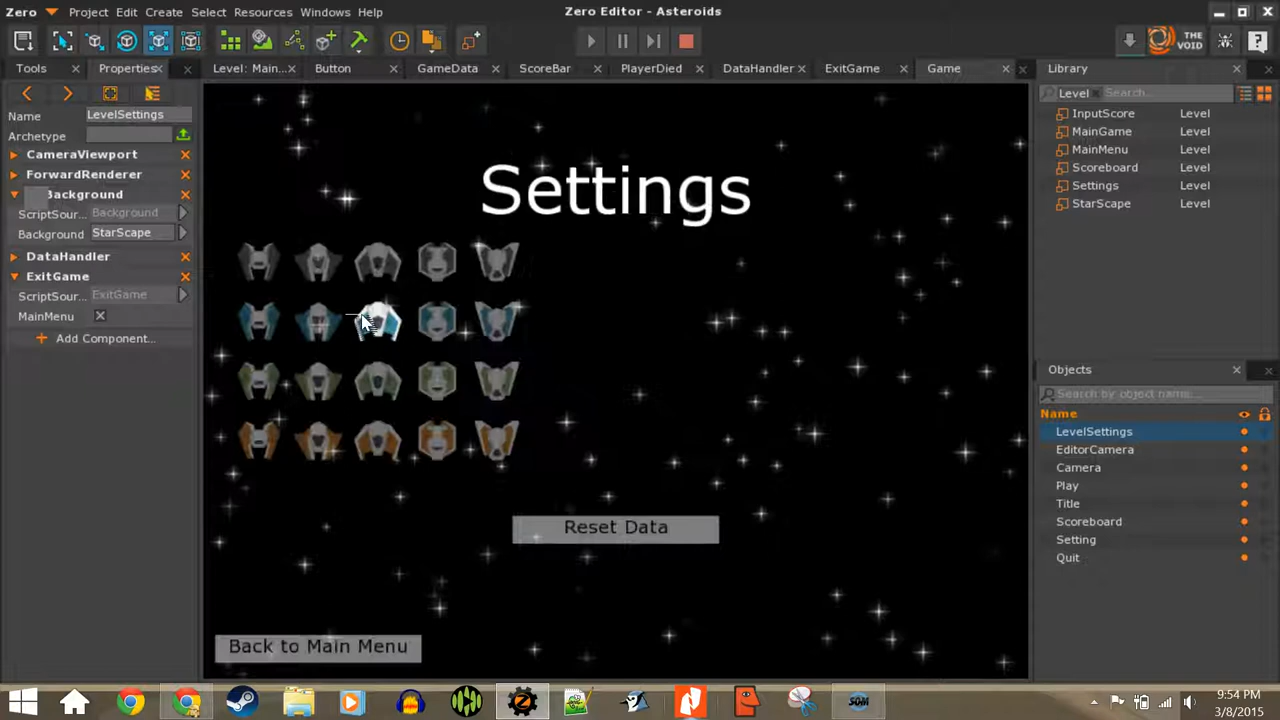 Zero Project Edit Create Select Resources Windows Help Zero Editor - Asteroids
THE VOID
Tools Properties Level: Main... Button GameData ScoreBar PlayerDied DataHandler ExitGame Game Library
Level Search...
Name LevelSettings
Archetype
CameraViewport
ForwardRenderer
Background
ScriptSour... Background
Background StarScape
DataHandler
ExitGame
ScriptSour... ExitGame
MainMenu
Add Component...
Settings
Reset Data
Back to Main Menu
InputScore Level
MainGame Level
MainMenu Level
Scoreboard Level
Settings Level
StarScape Level
Objects
Search by object name...
Name
LevelSettings
EditorCamera
Camera
Play
Title
Scoreboard
Setting
Quit
SOM
9:54 PM
3/8/2015